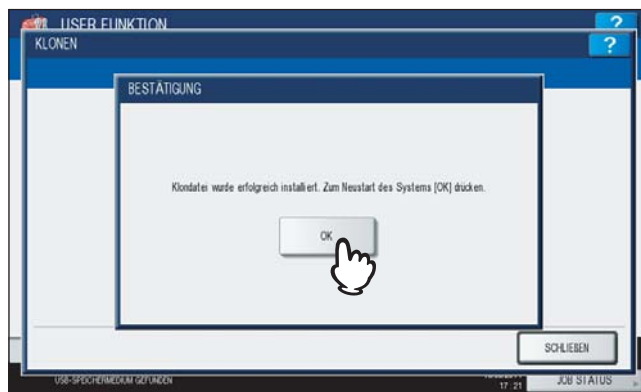 USER FUNKTION
?
KLONEN
?
BESTÄTIGUNG
Klondatei wurde erfolgreich installiert. Zum Neustart des Systems [OK] drücken.
OK
SCHLIEßEN
USB-SPEICHERMEDIUM GEFUNDEN
17:21
JOB STATUS